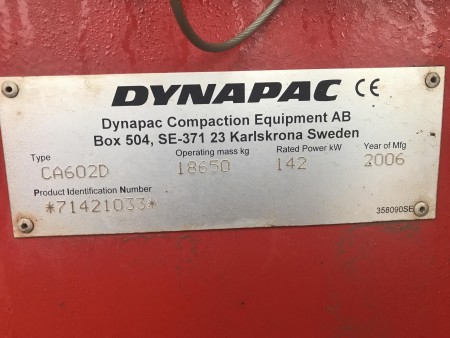 DYNAPAC CE
Dynapac Compaction Equipment AB
Box 504, SE-371 23 Karlskrona Sweden
Type Operating mass kg Rated Power kW Year of Mfg
CA602D 18650 142 2006
Product Identification Number
*71421033*
358090SE